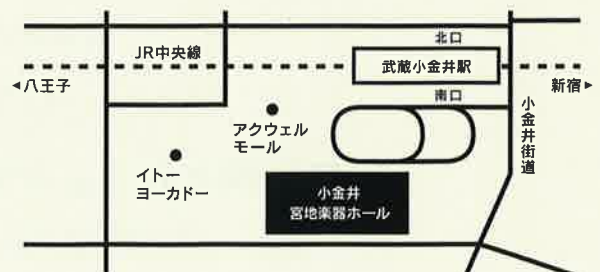 北口
JR中央線
武蔵小金井駅
◀八王子
新宿▶
南口
小金井街道
アクウェル
モール
イトー
ヨーカドー
小金井
宮地楽器ホール